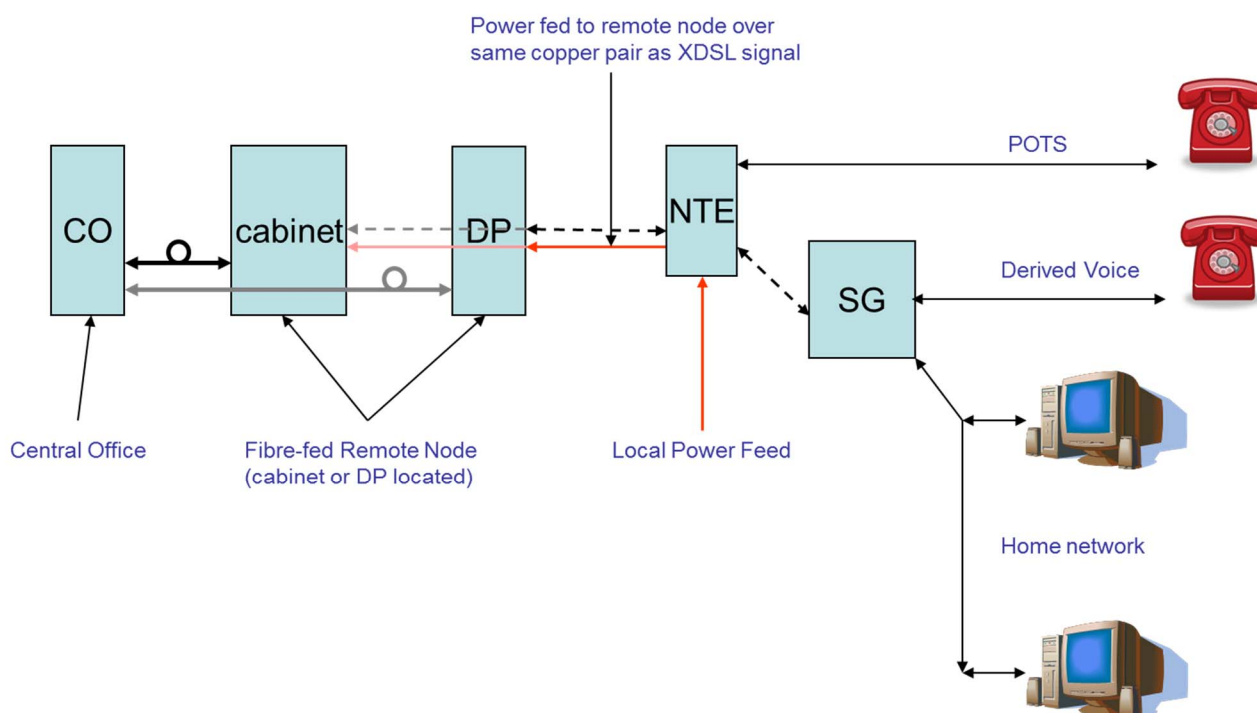 Power fed to remote node over
same copper pair as XDSL signal
POTS
CO
cabinet
DP
NTE
SG
Derived Voice
Central Office
Fibre-fed Remote Node
(cabinet or DP located)
Local Power Feed
Home network